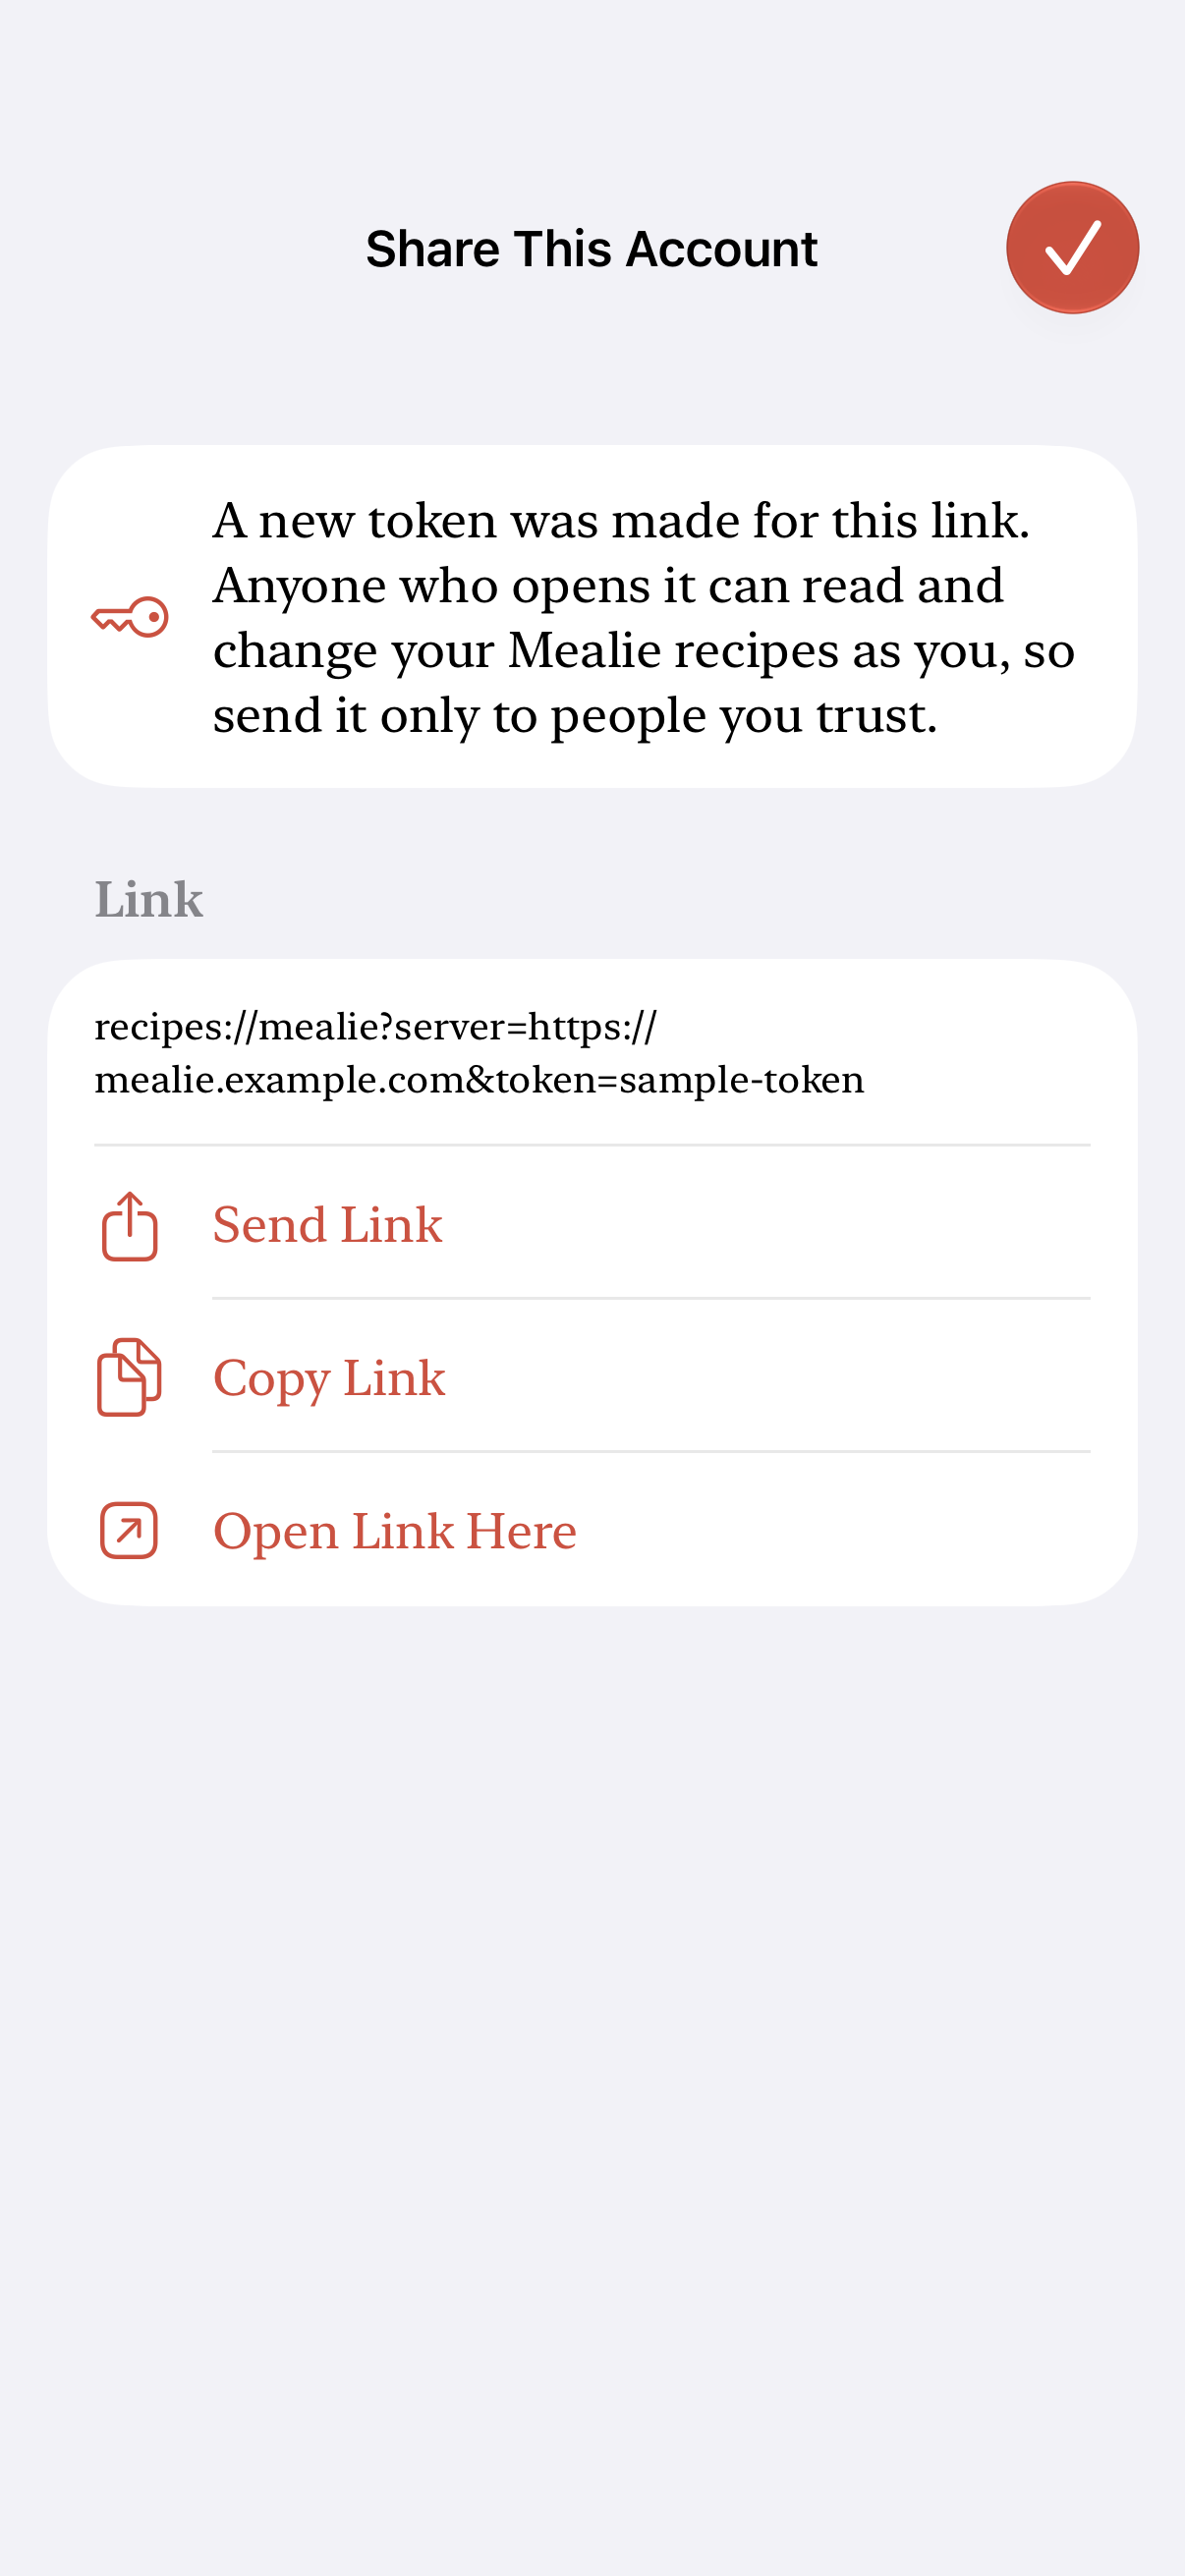 Share This Account
A new token was made for this link.
Anyone who opens it can read and
change your Mealie recipes as you, so
send it only to people you trust.
Link
recipes://mealie?server=https://
mealie.example.com&token=sample-token
Send Link
Copy Link
Open Link Here